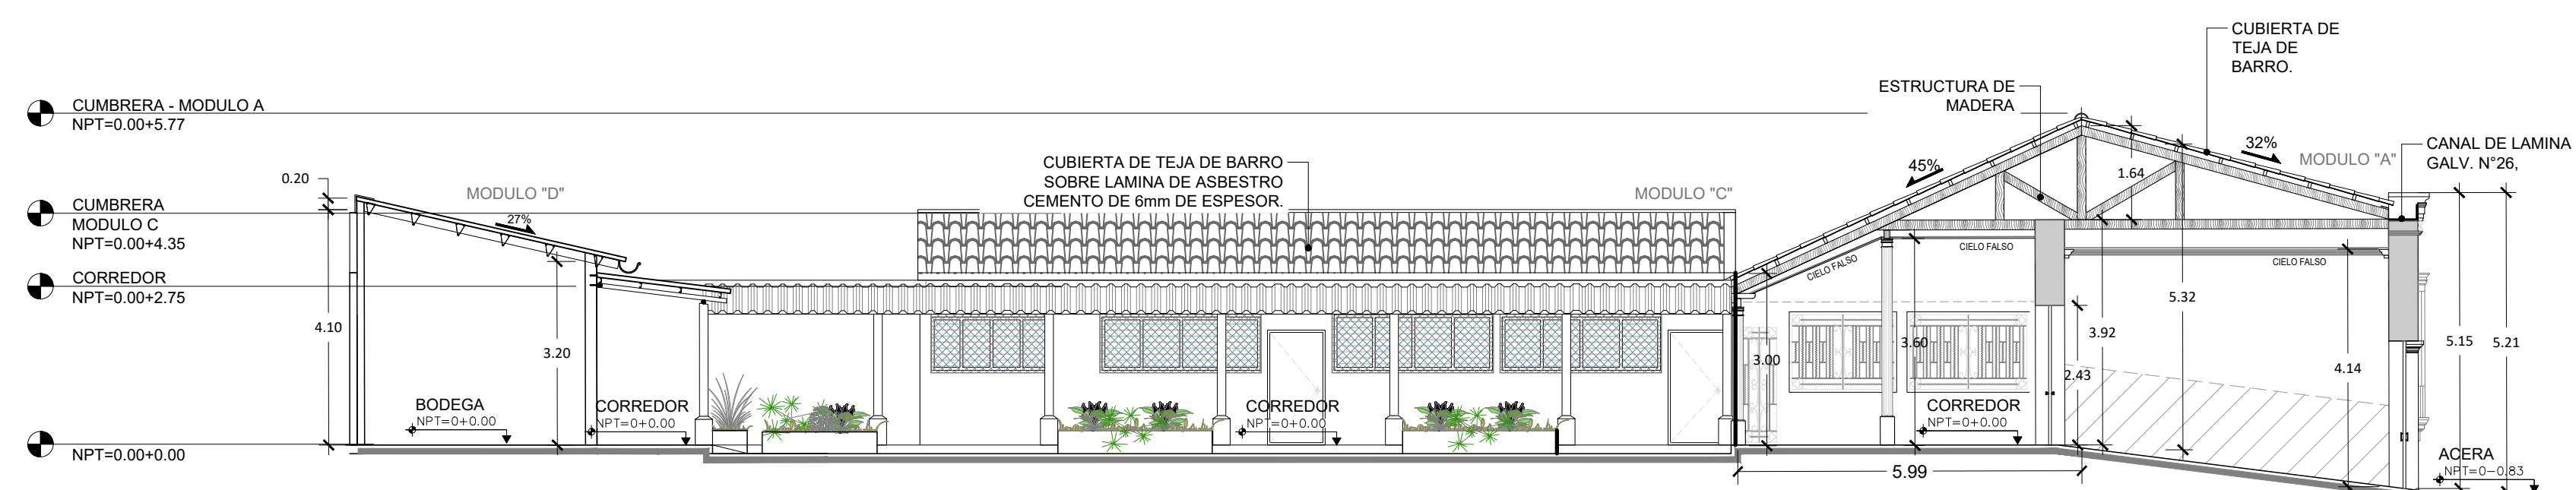 CUBIERTA DE
TEJA DE
BARRO.
ESTRUCTURA DE
MADERA
CUMBRERA - MODULO A
NPT=0.00+5.77
45%
32%
MODULO "A"
CANAL DE LAMINA
GALV. N°26,
CUBIERTA DE TEJA DE BARRO
SOBRE LAMINA DE ASBESTRO
CEMENTO DE 6mm DE ESPESOR.
1.64
0.20
MODULO "D"
MODULO "C"
CUMBRERA
MODULO C
NPT=0.00+4.35
27%
CIELO FALSO
CIELO FALSO
CIELO FALSO
CORREDOR
NPT=0.00+2.75
5.32
4.10
3.20
3.00
3.60
3.92
2.43
4.14
5.15
5.21
BODEGA
NPT=0+0.00
CORREDOR
NPT=0+0.00
CORREDOR
NPT=0+0.00
CORREDOR
NPT=0+0.00
NPT=0.00+0.00
5.99
ACERA
NPT=0-0.83